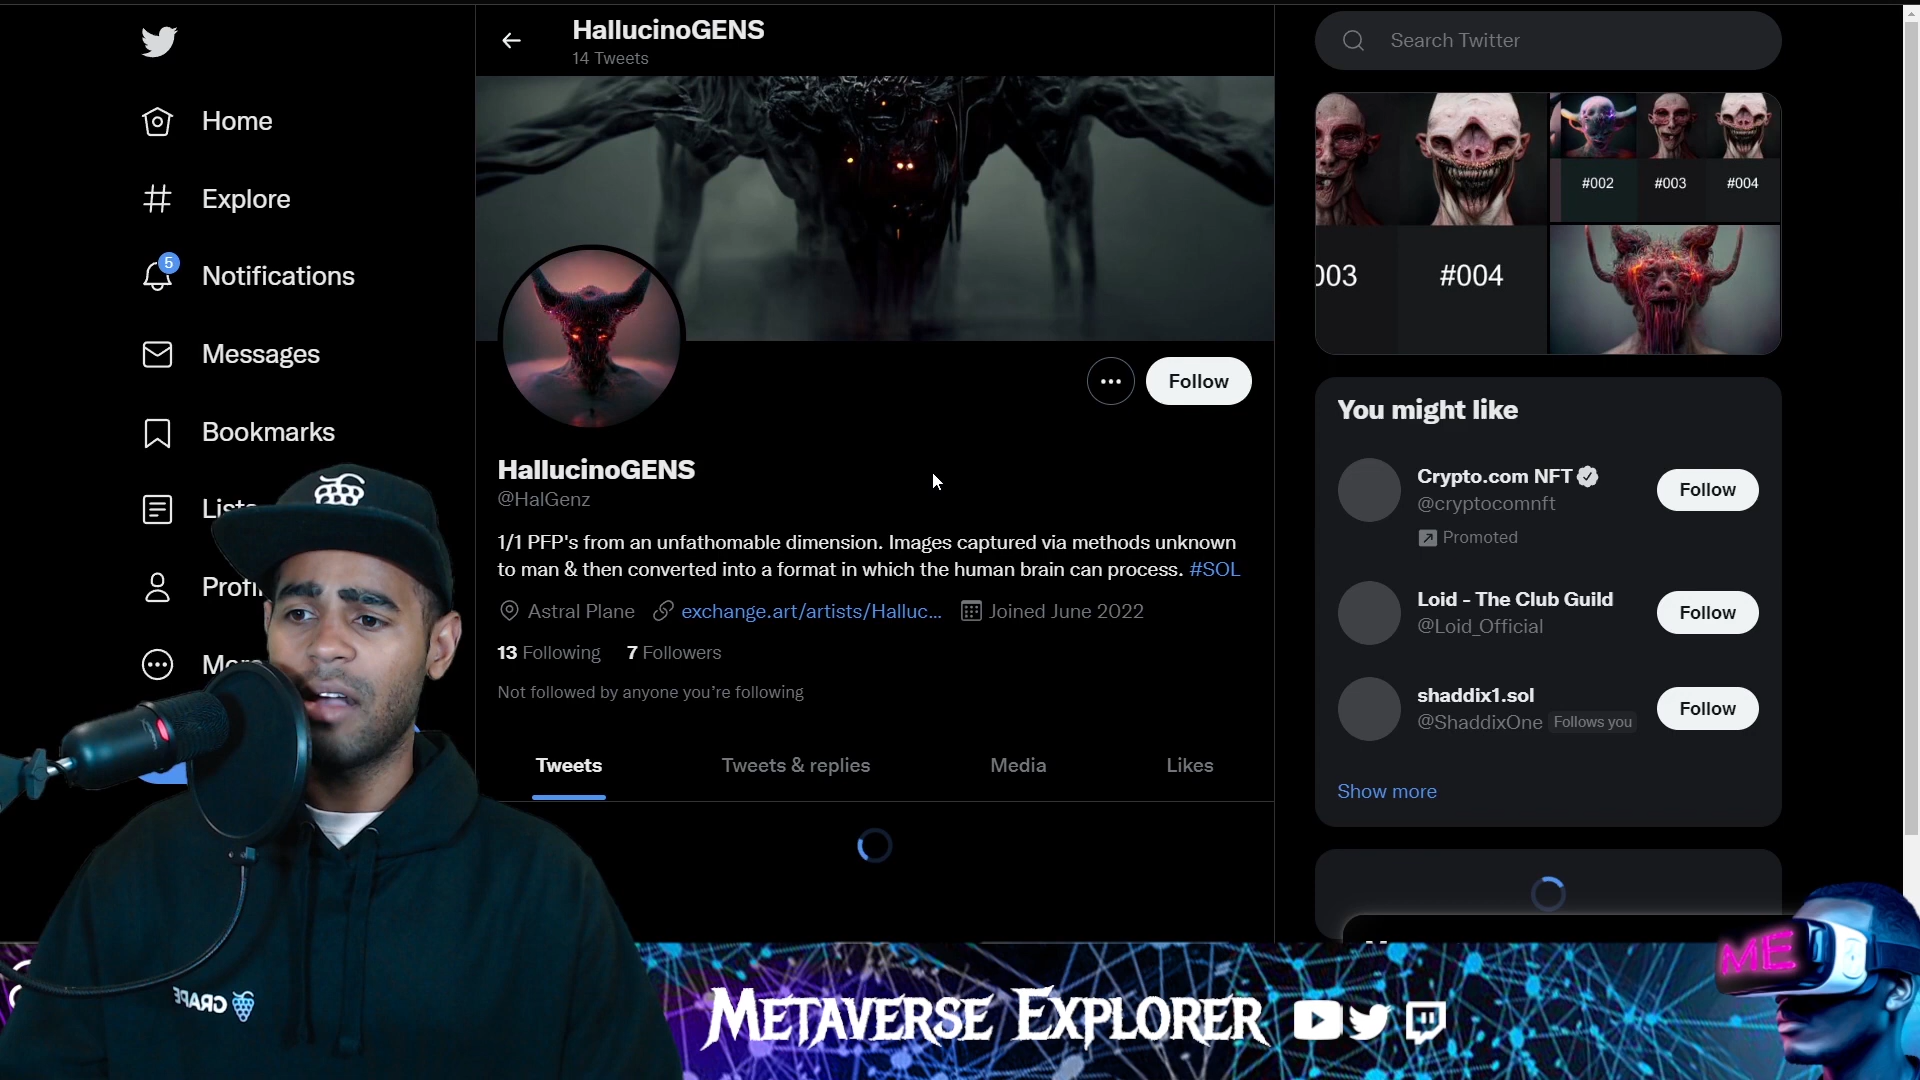 HallucinoGENS
14 Tweets
Home
Explore
5
Notifications
Messages
Bookmarks
Follow
HallucinoGENS
@HalGenz
1/1 PFP's from an unfathomable dimension. Images captured via methods unknown
to man & then converted into a format in which the human brain can process. #SOL
Astral Plane
exchange.art/artists/Halluc...
Joined June 2022
13 Following
7 Followers
Not followed by anyone you're following
Tweets
Tweets & replies
Media
Likes
Search Twitter
#002
#003
#004
003
#004
You might like
Crypto.com NFT
@cryptocomnft
Promoted
Follow
Loid - The Club Guild
@Loid_Official
Follow
shaddix1.sol
@ShaddixOne
Follows you
Follow
Show more
GRAPE
METAVERSE EXPLORER
ME